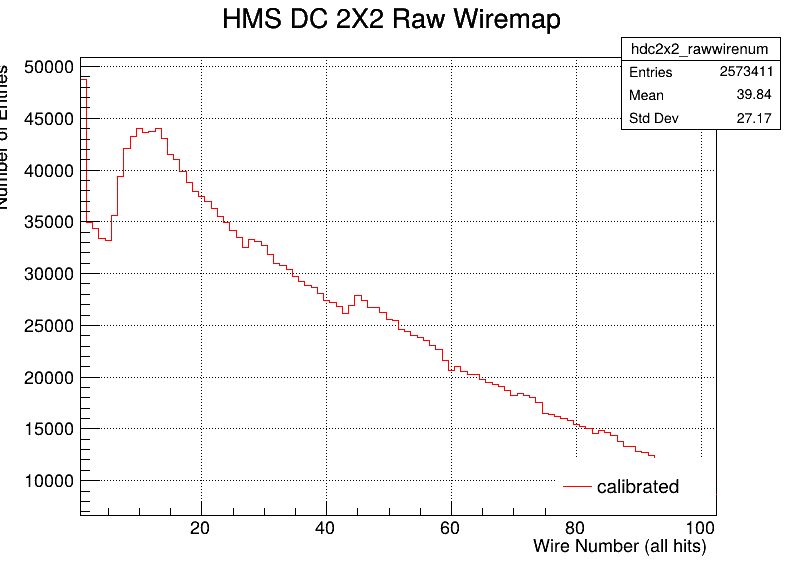 HMS DC 2X2 Raw Wiremap
hdc2x2_rawwirenum
Entries 2573411
Mean 39.84
Std Dev 27.17
Number of Entries
50000
45000
40000
35000
30000
25000
20000
15000
10000
calibrated
20 40 60 80 100
Wire Number (all hits)